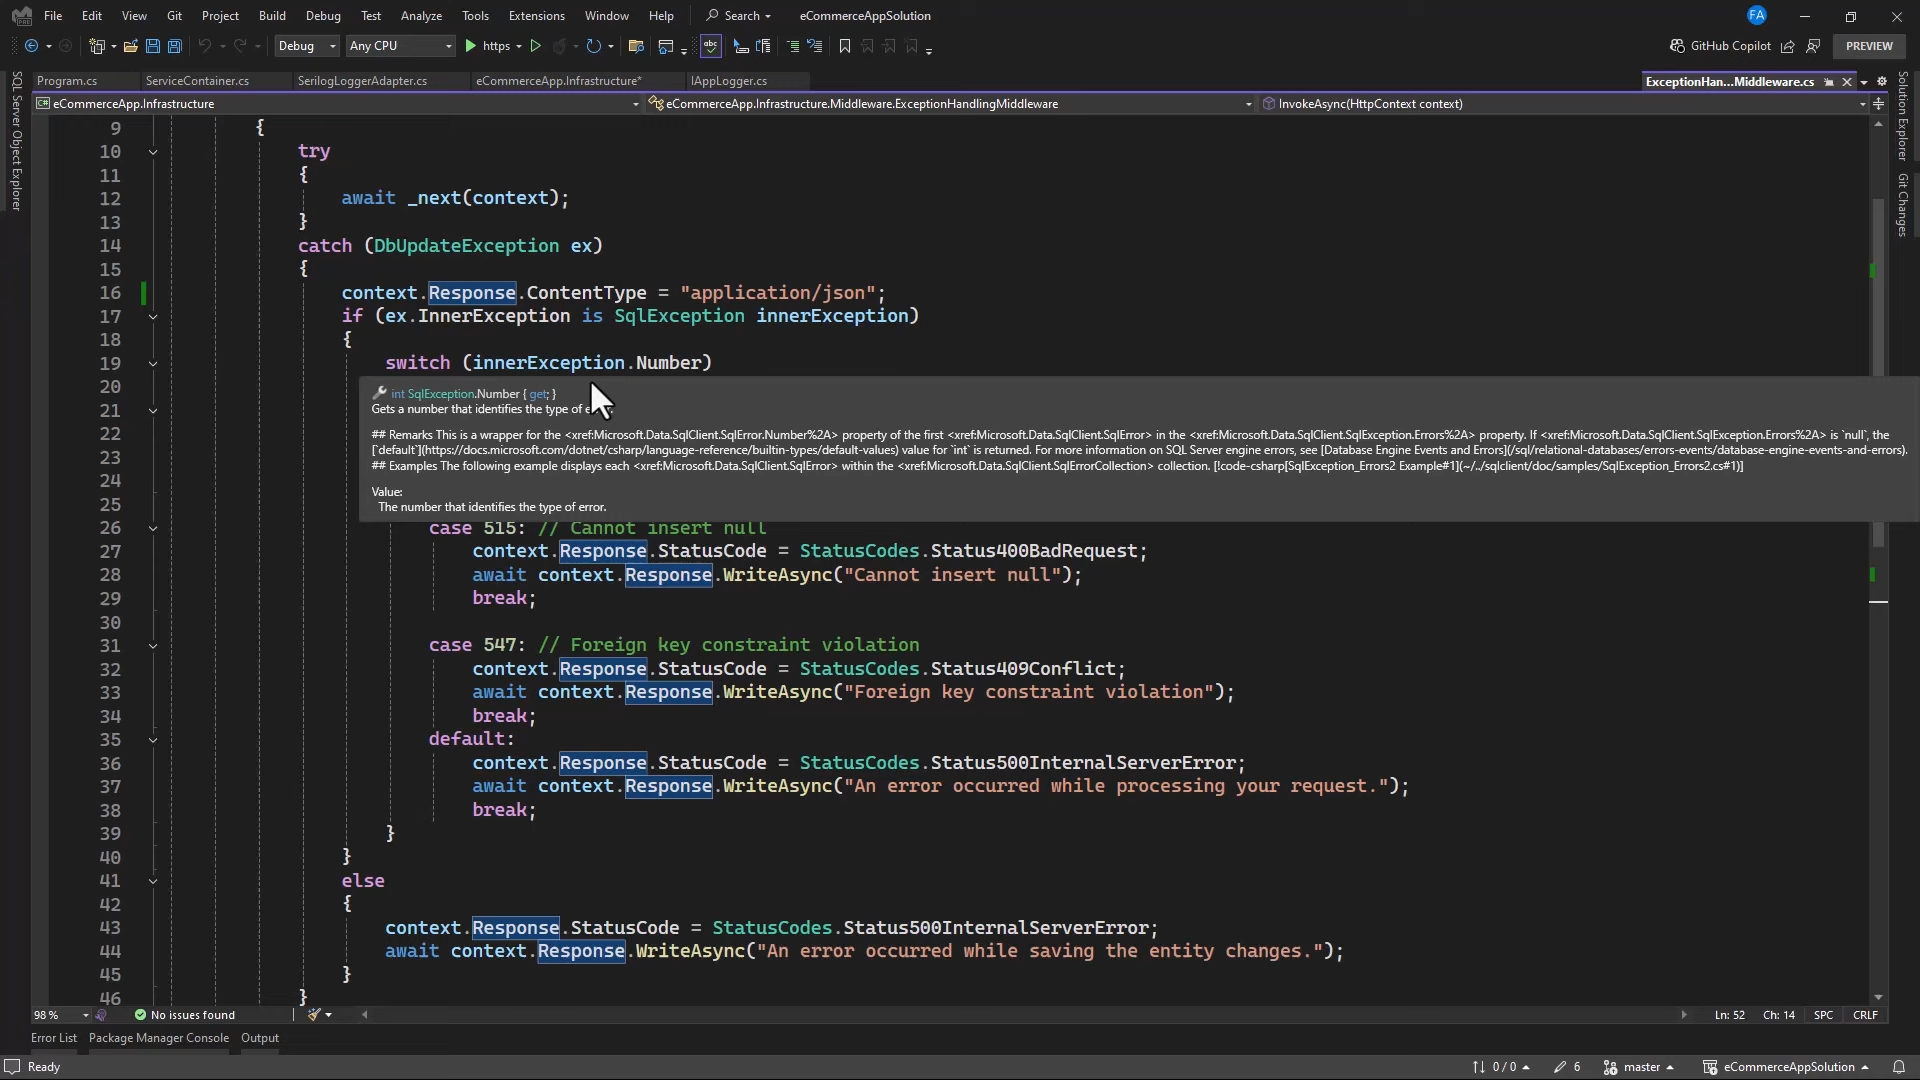 File Edit View Git Project Build Debug Test Analyze Tools Extensions Window Help Search eCommerceAppSolution FA
Debug Any CPU https GitHub Copilot PREVIEW
Program.cs ServiceContainer.cs SerilogLoggerAdapter.cs eCommerceApp.Infrastructure* IAppLogger.cs ExceptionHan...Middleware.cs
eCommerceApp.Infrastructure eCommerceApp.Infrastructure.Middleware.ExceptionHandlingMiddleware InvokeAsync(HttpContext context)
SQL Server Object Explorer
Solution Explorer
Git Changes
9 {
10 try
11 {
12 await _next(context);
13 }
14 catch (DbUpdateException ex)
15 {
16 context.Response.ContentType = "application/json";
17 if (ex.InnerException is SqlException innerException)
18 {
19 switch (innerException.Number)
20
21
22
23
24
25
int SqlException.Number { get; }
Gets a number that identifies the type of error.
## Remarks This is a wrapper for the <xref:Microsoft.Data.SqlClient.SqlError.Number%2A> property of the first <xref:Microsoft.Data.SqlClient.SqlError> in the <xref:Microsoft.Data.SqlClient.SqlException.Errors%2A> property. If <xref:Microsoft.Data.SqlClient.SqlException.Errors%2A> is `null`, the
[`default`](https://docs.microsoft.com/dotnet/csharp/language-reference/builtin-types/default-values) value for `int` is returned. For more information on SQL Server engine errors, see [Database Engine Events and Errors](/sql/relational-databases/errors-events/database-engine-events-and-errors).
## Examples The following example displays each <xref:Microsoft.Data.SqlClient.SqlError> within the <xref:Microsoft.Data.SqlClient.SqlErrorCollection> collection. [!code-csharp[SqlException_Errors2 Example#1](~/../sqlclient/doc/samples/SqlException_Errors2.cs#1)]
Value:
The number that identifies the type of error.
26 case 515: // Cannot insert null
27 context.Response.StatusCode = StatusCodes.Status400BadRequest;
28 await context.Response.WriteAsync("Cannot insert null");
29 break;
30
31 case 547: // Foreign key constraint violation
32 context.Response.StatusCode = StatusCodes.Status409Conflict;
33 await context.Response.WriteAsync("Foreign key constraint violation");
34 break;
35 default:
36 context.Response.StatusCode = StatusCodes.Status500InternalServerError;
37 await context.Response.WriteAsync("An error occurred while processing your request.");
38 break;
39 }
40 }
41 else
42 {
43 context.Response.StatusCode = StatusCodes.Status500InternalServerError;
44 await context.Response.WriteAsync("An error occurred while saving the entity changes.");
45 }
46 }
98 % No issues found Ln: 52 Ch: 14 SPC CRLF
Error List Package Manager Console Output
Ready 0 / 0 6 master eCommerceAppSolution